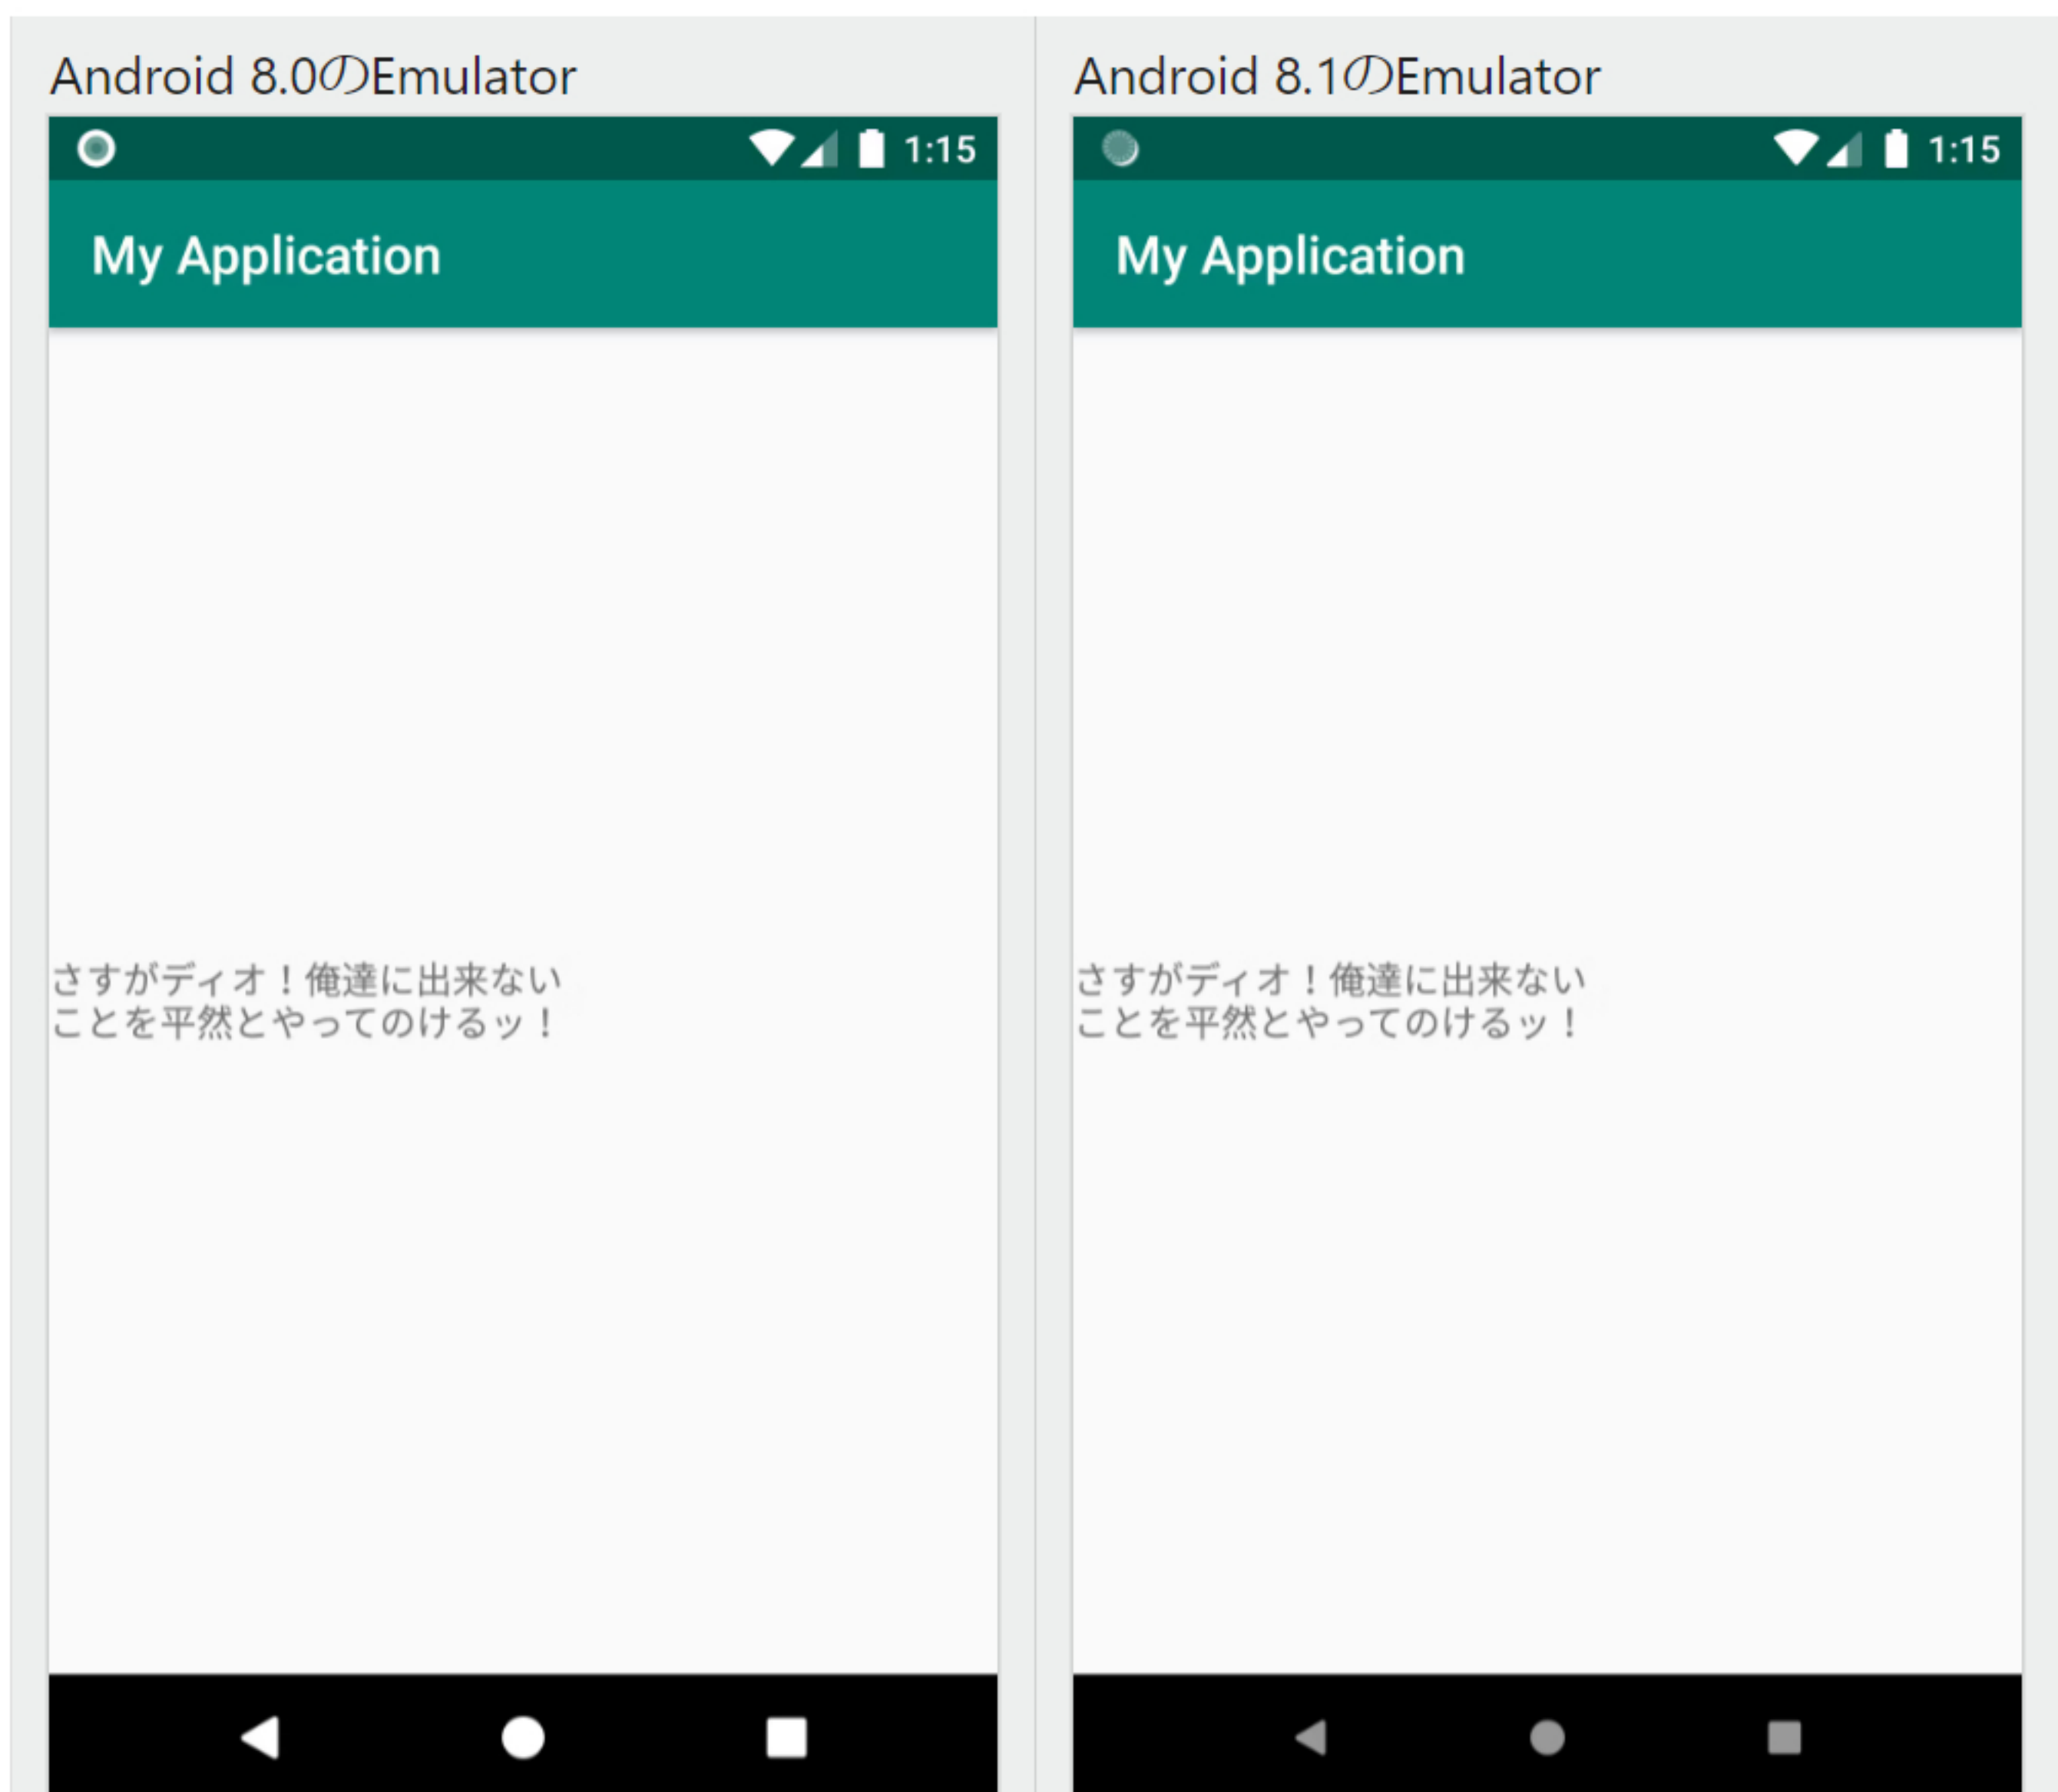 Android 8.0のEmulator
1:15
My Application
さすがディオ！俺達に出来ない
ことを平然とやってのけるッ！
Android 8.1のEmulator
1:15
My Application
さすがディオ！俺達に出来ない
ことを平然とやってのけるッ！